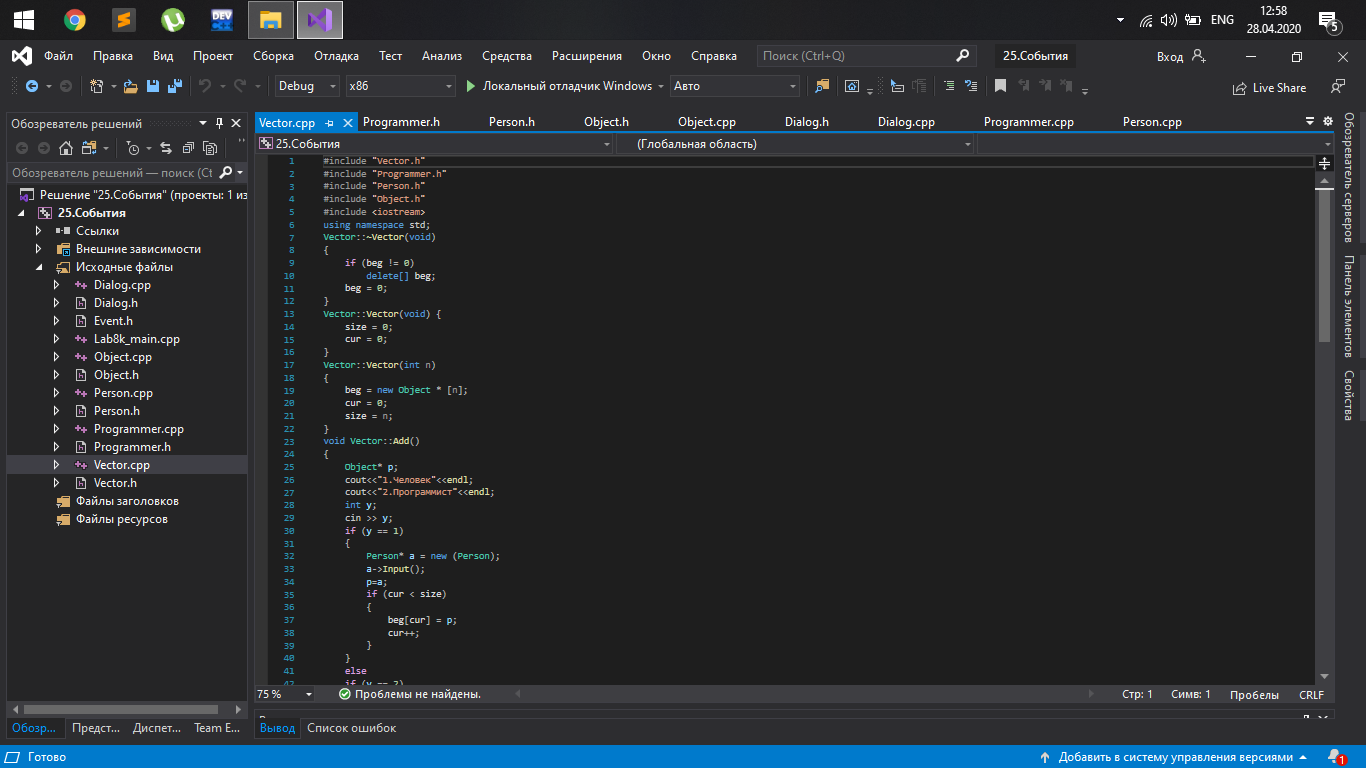 DEV C++
ENG
12:58
28.04.2020
5
Файл Правка Вид Проект Сборка Отладка Тест Анализ Средства Расширения Окно Справка Поиск (Ctrl+Q) 25.События Вход
Debug x86 Локальный отладчик Windows Авто Live Share
Обозреватель решений
Обозреватель решений — поиск (Ct
Решение "25.События" (проекты: 1 из
25.События
Ссылки
Внешние зависимости
Исходные файлы
Dialog.cpp
Dialog.h
Event.h
Lab8k_main.cpp
Object.cpp
Object.h
Person.cpp
Person.h
Programmer.cpp
Programmer.h
Vector.cpp
Vector.h
Файлы заголовков
Файлы ресурсов
Обозр... Предст... Диспет... Team E...
Vector.cpp Programmer.h Person.h Object.h Object.cpp Dialog.h Dialog.cpp Programmer.cpp Person.cpp
25.События (Глобальная область)
1 #include "Vector.h"
2 #include "Programmer.h"
3 #include "Person.h"
4 #include "Object.h"
5 #include <iostream>
6 using namespace std;
7 Vector::~Vector(void)
8 {
9 if (beg != 0)
10 delete[] beg;
11 beg = 0;
12 }
13 Vector::Vector(void) {
14 size = 0;
15 cur = 0;
16 }
17 Vector::Vector(int n)
18 {
19 beg = new Object * [n];
20 cur = 0;
21 size = n;
22 }
23 void Vector::Add()
24 {
25 Object* p;
26 cout<<"1.Человек"<<endl;
27 cout<<"2.Программист"<<endl;
28 int y;
29 cin >> y;
30 if (y == 1)
31 {
32 Person* a = new (Person);
33 a->Input();
34 p=a;
35 if (cur < size)
36 {
37 beg[cur] = p;
38 cur++;
39 }
40 }
41 else
42 if (y == 2)
75 % Проблемы не найдены. Стр: 1 Симв: 1 Пробелы CRLF
Вывод Список ошибок
Обозреватель серверов
Панель элементов
Свойства
Готово Добавить в систему управления версиями 1